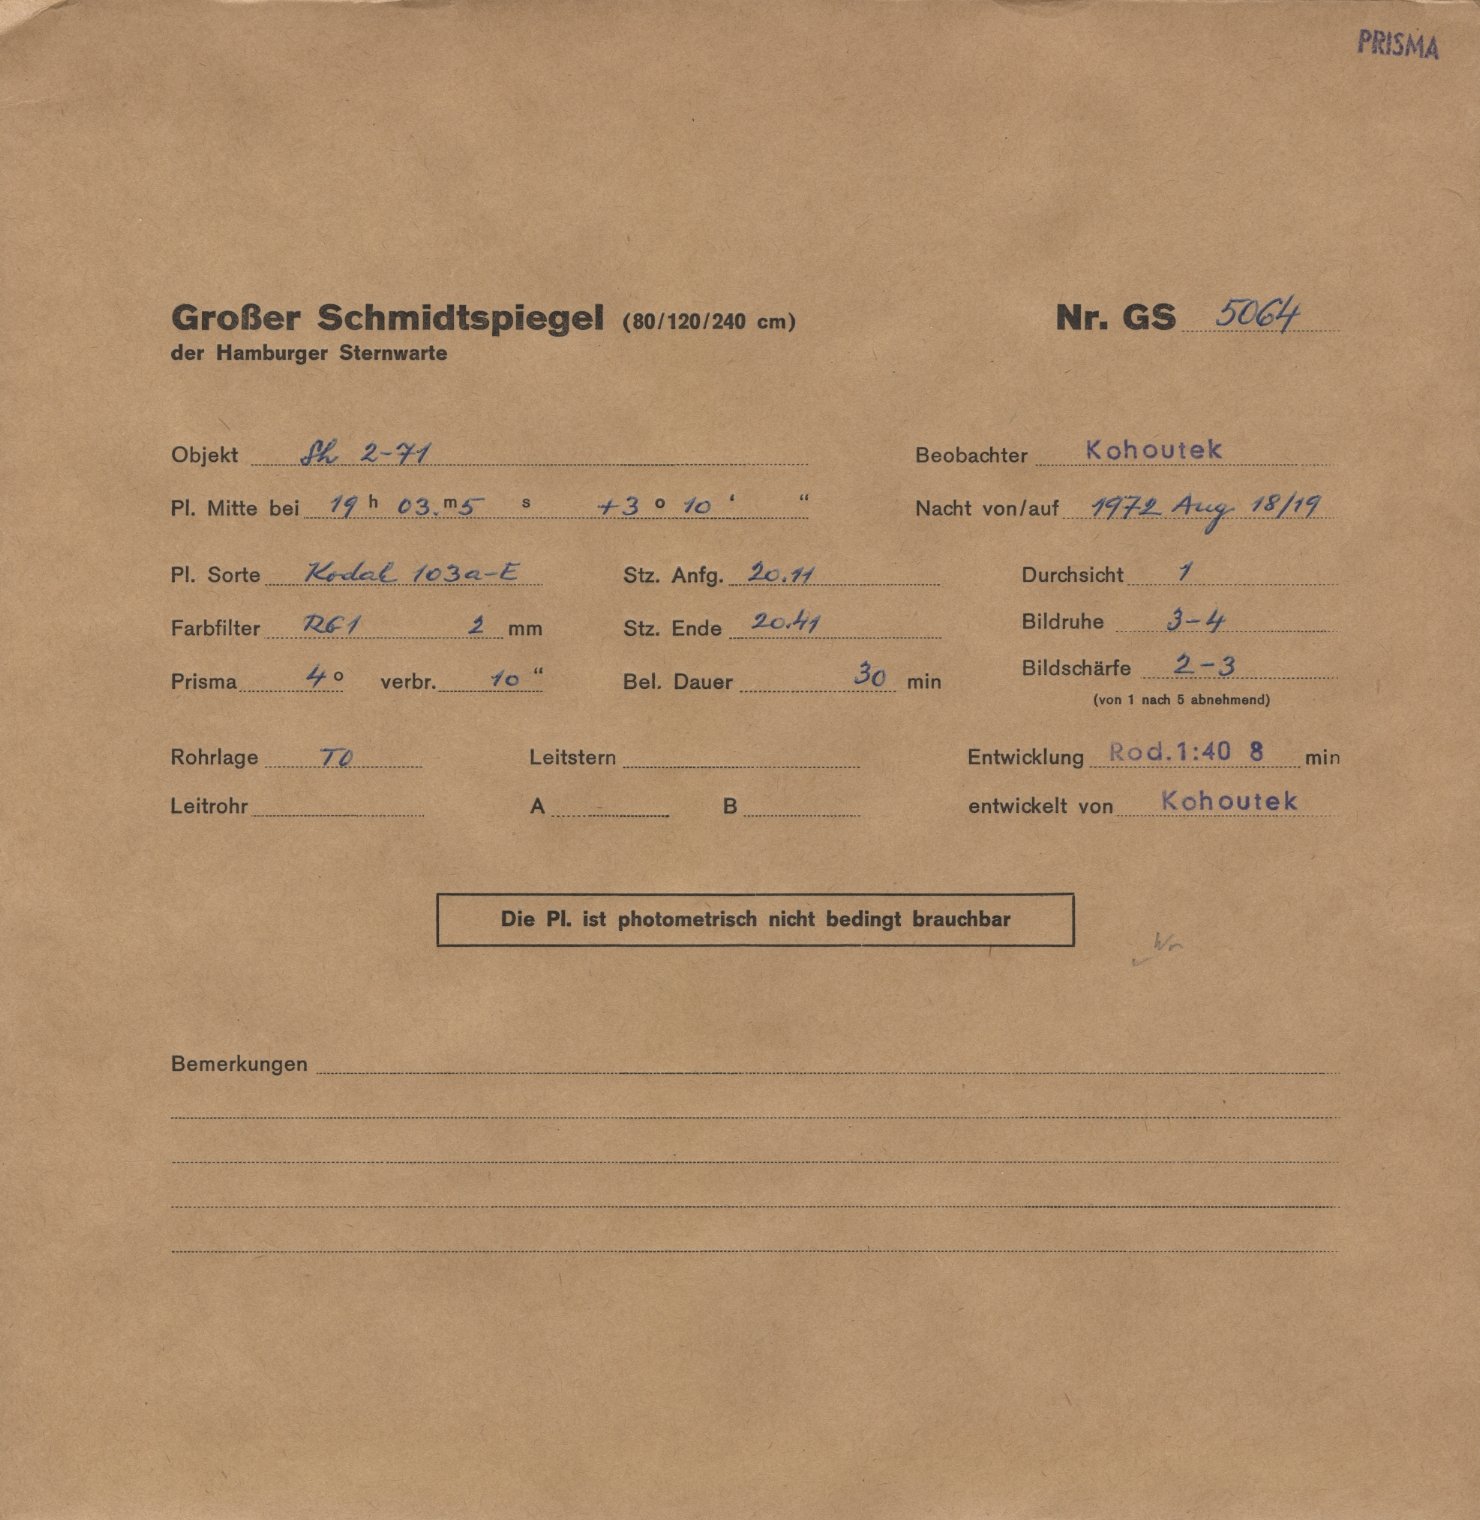 PRISMA
Großer Schmidtspiegel (80/120/240 cm) Nr. GS 5064
der Hamburger Sternwarte
Objekt Sh 2-71 Beobachter Kohoutek
Pl. Mitte bei 19 h 03. m 5 s +3 o 10 ‘ “ Nacht von/auf 1972 Aug 18/19
Pl. Sorte Kodak 103a-E Stz. Anfg. 20.11 Durchsicht 1
Farbfilter RG1 2 mm Stz. Ende 20.41 Bildruhe 3-4
Prisma 4 o verbr. 10 “ Bel. Dauer 30 min Bildschärfe 2-3
(von 1 nach 5 abnehmend)
Rohrlage TO Leitstern Entwicklung Rod. 1:40 8 min
Leitrohr A B entwickelt von Kohoutek
Die Pl. ist photometrisch nicht bedingt brauchbar
Bemerkungen